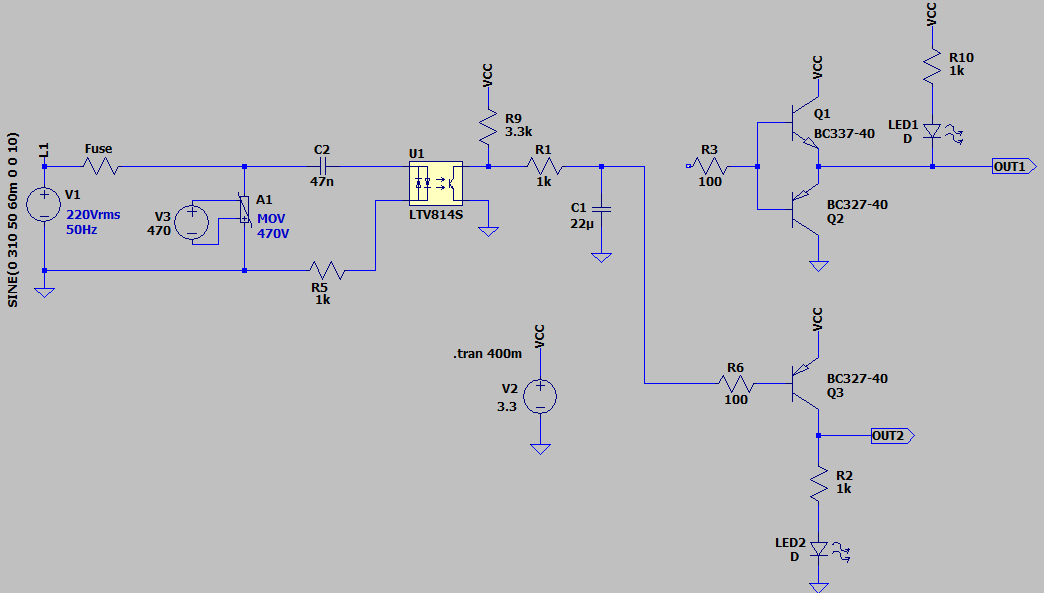 VCC
R10
1k
LED1
D
OUT1
VCC
Q1
BC337-40
BC327-40
Q2
R3
100
VCC
R9
3.3k
R1
1k
C1
22µ
U1
LTV814S
C2
47n
Fuse
L1
V1
220Vrms
50Hz
SINE(0 310 50 60m 0 0 10)
V3
470
A1
MOV
470V
R5
1k
.tran 400m
VCC
V2
3.3
R6
100
VCC
BC327-40
Q3
OUT2
R2
1k
LED2
D